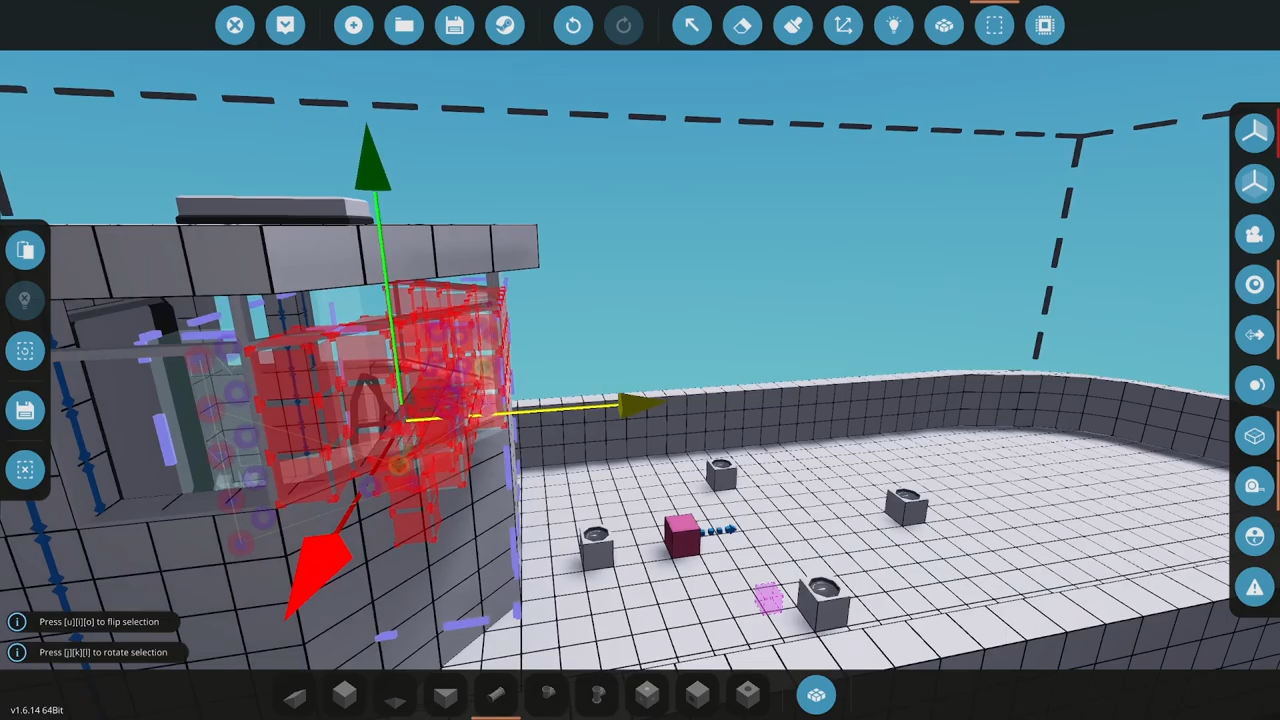 Press [u][i][o] to flip selection
Press [j][k][l] to rotate selection
v1.6.14 64Bit